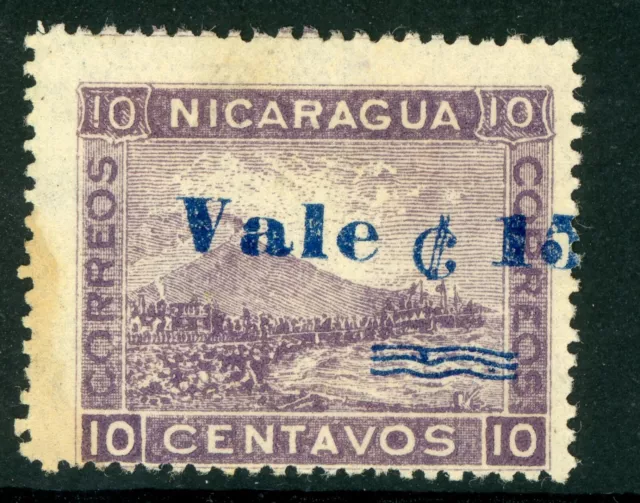 10 NICARAGUA 10
CORREOS
CORREOS
Vale ₡ 15
10 CENTAVOS 10